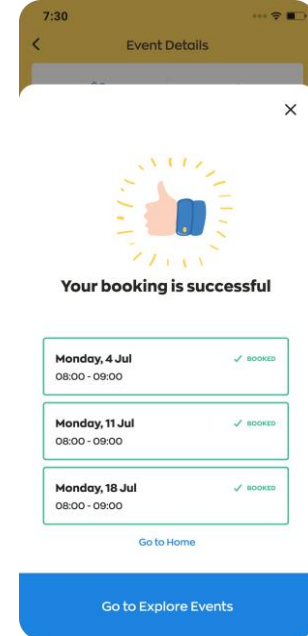 7:30
Event Details
Your booking is successful
Monday, 4 Jul
BOOKED
08:00 - 09:00
Monday, 11 Jul
BOOKED
08:00 - 09:00
Monday, 18 Jul
BOOKED
08:00 - 09:00
Go to Home
Go to Explore Events